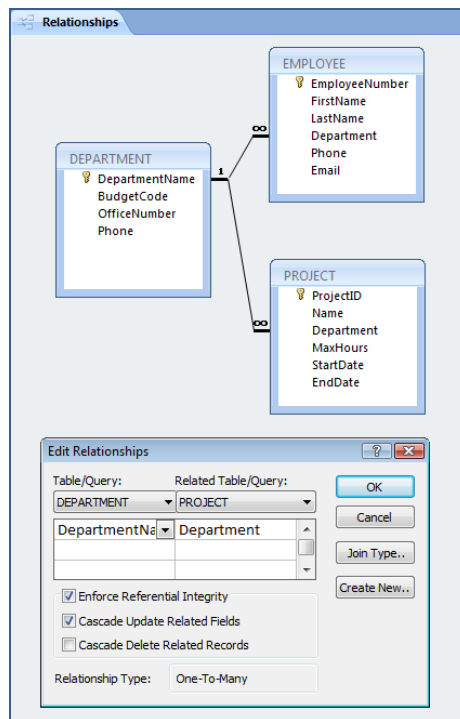 Relationships
EMPLOYEE
EmployeeNumber
FirstName
LastName
Department
Phone
Email
∞
DEPARTMENT
1
DepartmentName
BudgetCode
OfficeNumber
Phone
PROJECT
ProjectID
Name
Department
MaxHours
StartDate
EndDate
∞
Edit Relationships
Table/Query: Related Table/Query:
DEPARTMENT PROJECT
OK
DepartmentNa Department
Cancel
Join Type..
Create New..
Enforce Referential Integrity
Cascade Update Related Fields
Cascade Delete Related Records
Relationship Type: One-To-Many